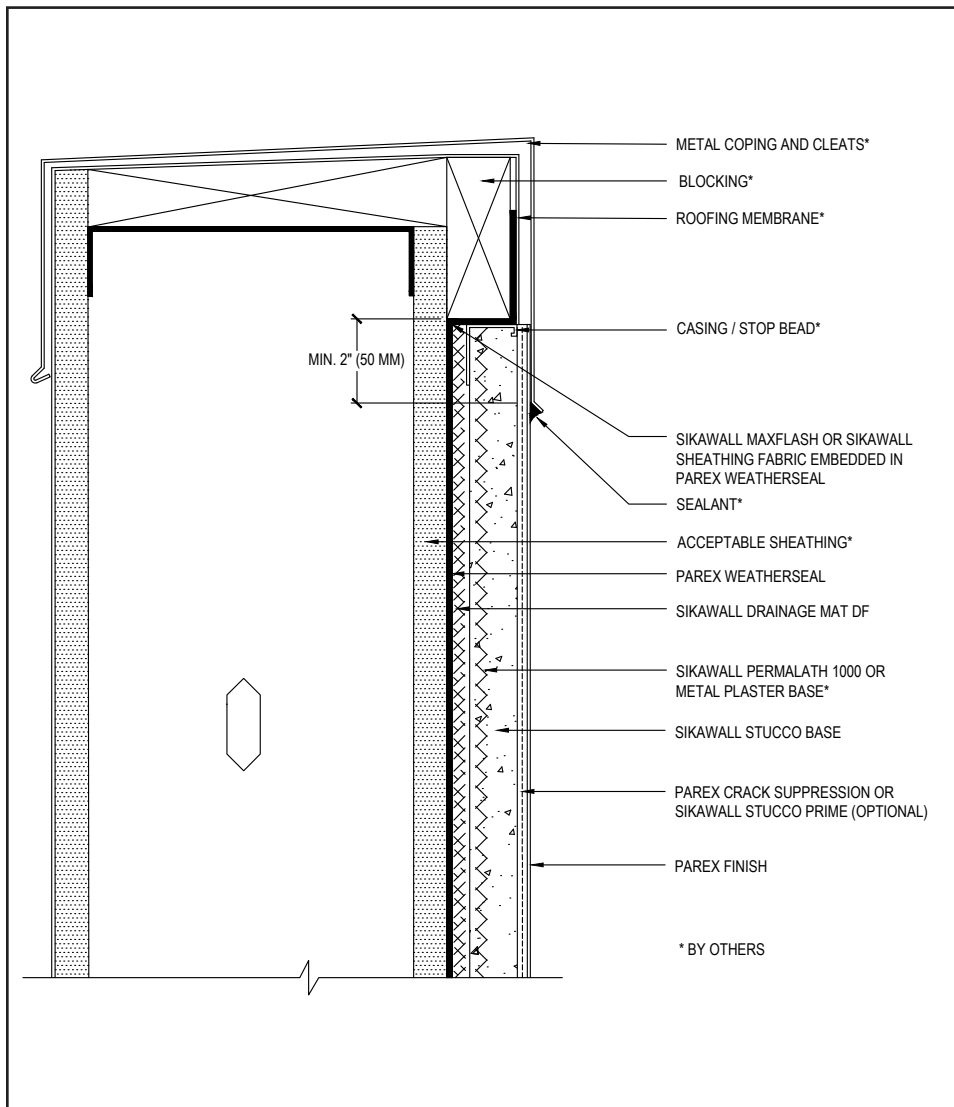 METAL COPING AND CLEATS*
BLOCKING*
ROOFING MEMBRANE*
CASING / STOP BEAD*
MIN. 2" (50 MM)
SIKAWALL MAXFLASH OR SIKAWALL
SHEATHING FABRIC EMBEDDED IN
PAREX WEATHERSEAL
SEALANT*
ACCEPTABLE SHEATHING*
PAREX WEATHERSEAL
SIKAWALL DRAINAGE MAT DF
SIKAWALL PERMALATH 1000 OR
METAL PLASTER BASE*
SIKAWALL STUCCO BASE
PAREX CRACK SUPPRESSION OR
SIKAWALL STUCCO PRIME (OPTIONAL)
PAREX FINISH
* BY OTHERS